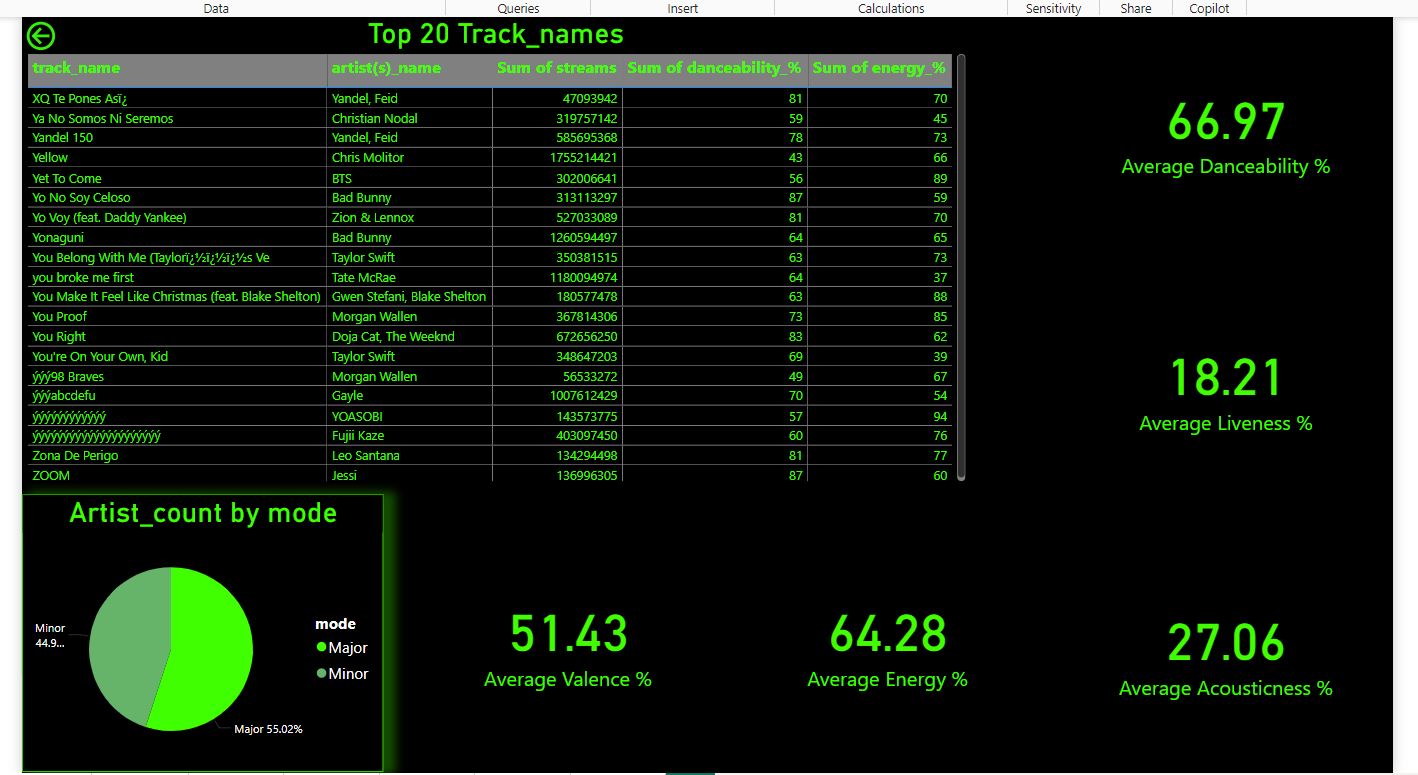 Data Queries Insert Calculations Sensitivity Share Copilot
Top 20 Track_names
track_name artist(s)_name Sum of streams Sum of danceability_% Sum of energy_%
XQ Te Pones Asï¿ Yandel, Feid 47093942 81 70
Ya No Somos Ni Seremos Christian Nodal 319757142 59 45
Yandel 150 Yandel, Feid 585695368 78 73
Yellow Chris Molitor 1755214421 43 66
Yet To Come BTS 302006641 56 89
Yo No Soy Celoso Bad Bunny 313113297 87 59
Yo Voy (feat. Daddy Yankee) Zion & Lennox 527033089 81 70
Yonaguni Bad Bunny 1260594497 64 65
You Belong With Me (Taylorï¿½ï¿½ï¿½s Ve Taylor Swift 350381515 63 73
you broke me first Tate McRae 1180094974 64 37
You Make It Feel Like Christmas (feat. Blake Shelton) Gwen Stefani, Blake Shelton 180577478 63 88
You Proof Morgan Wallen 367814306 73 85
You Right Doja Cat, The Weeknd 672656250 83 62
You're On Your Own, Kid Taylor Swift 348647203 69 39
ýýý98 Braves Morgan Wallen 56533272 49 67
ýýýabcdefu Gayle 1007612429 70 54
ýýýýýýýýýýýý YOASOBI 143573775 57 94
ýýýýýýýýýýýýýýýýýýýýý Fujii Kaze 403097450 60 76
Zona De Perigo Leo Santana 134294498 81 77
ZOOM Jessi 136996305 87 60
66.97
Average Danceability %
18.21
Average Liveness %
Artist_count by mode
Minor
44.9...
Major 55.02%
mode
Major
Minor
51.43
Average Valence %
64.28
Average Energy %
27.06
Average Acousticness %